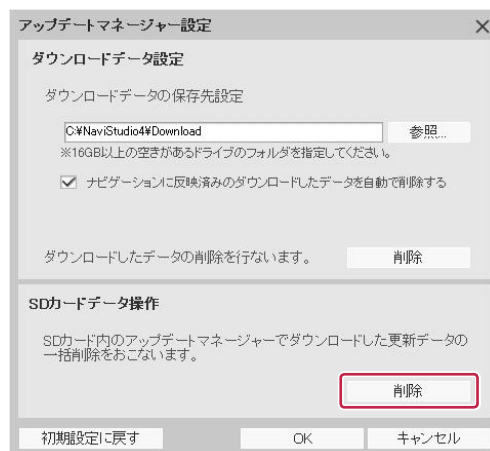 アップデートマネージャー設定
ダウンロードデータ設定
ダウンロードデータの保存先設定
C:¥NaviStudio4¥Download
参照...
※16GB以上の空きがあるドライブのフォルダを指定してください。
ナビゲーションに反映済みのダウンロードしたデータを自動で削除する
ダウンロードしたデータの削除を行ないます。
削除
SDカードデータ操作
SDカード内のアップデートマネージャーでダウンロードした更新データの
一括削除をおこないます。
削除
初期設定に戻す
OK
キャンセル